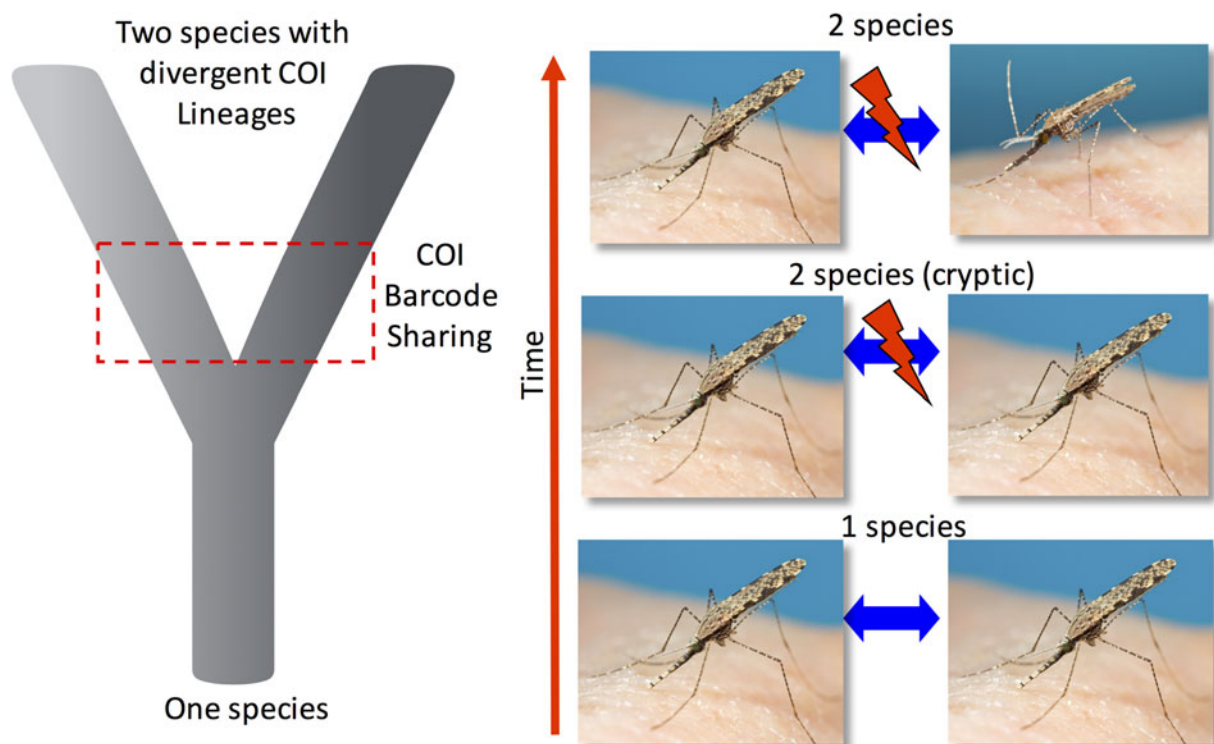 Two species with
divergent COI
Lineages
COI
Barcode
Sharing
One species
Time
2 species
2 species (cryptic)
1 species